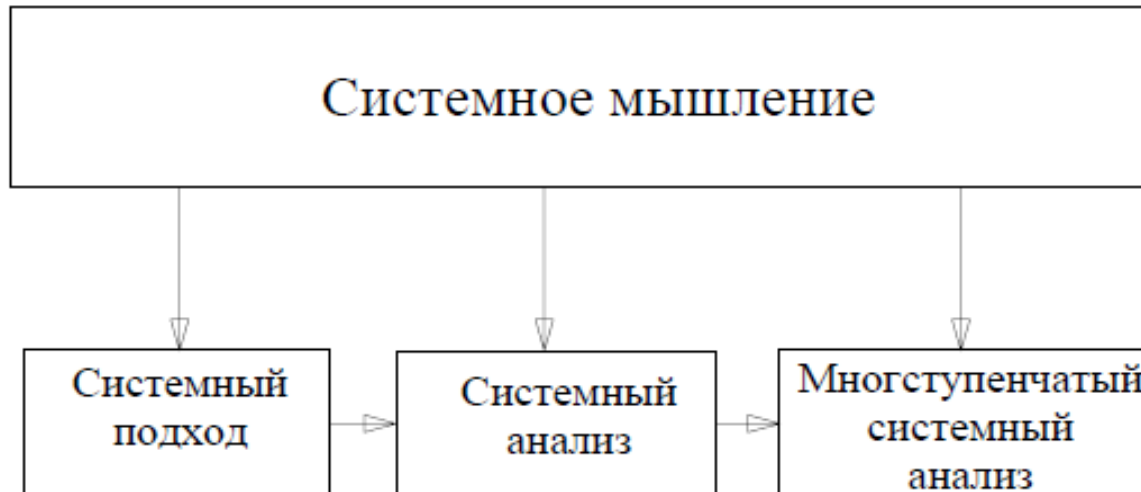 Системное мышление
Системный
подход
Системный
анализ
Многступенчатый
системный
анализ